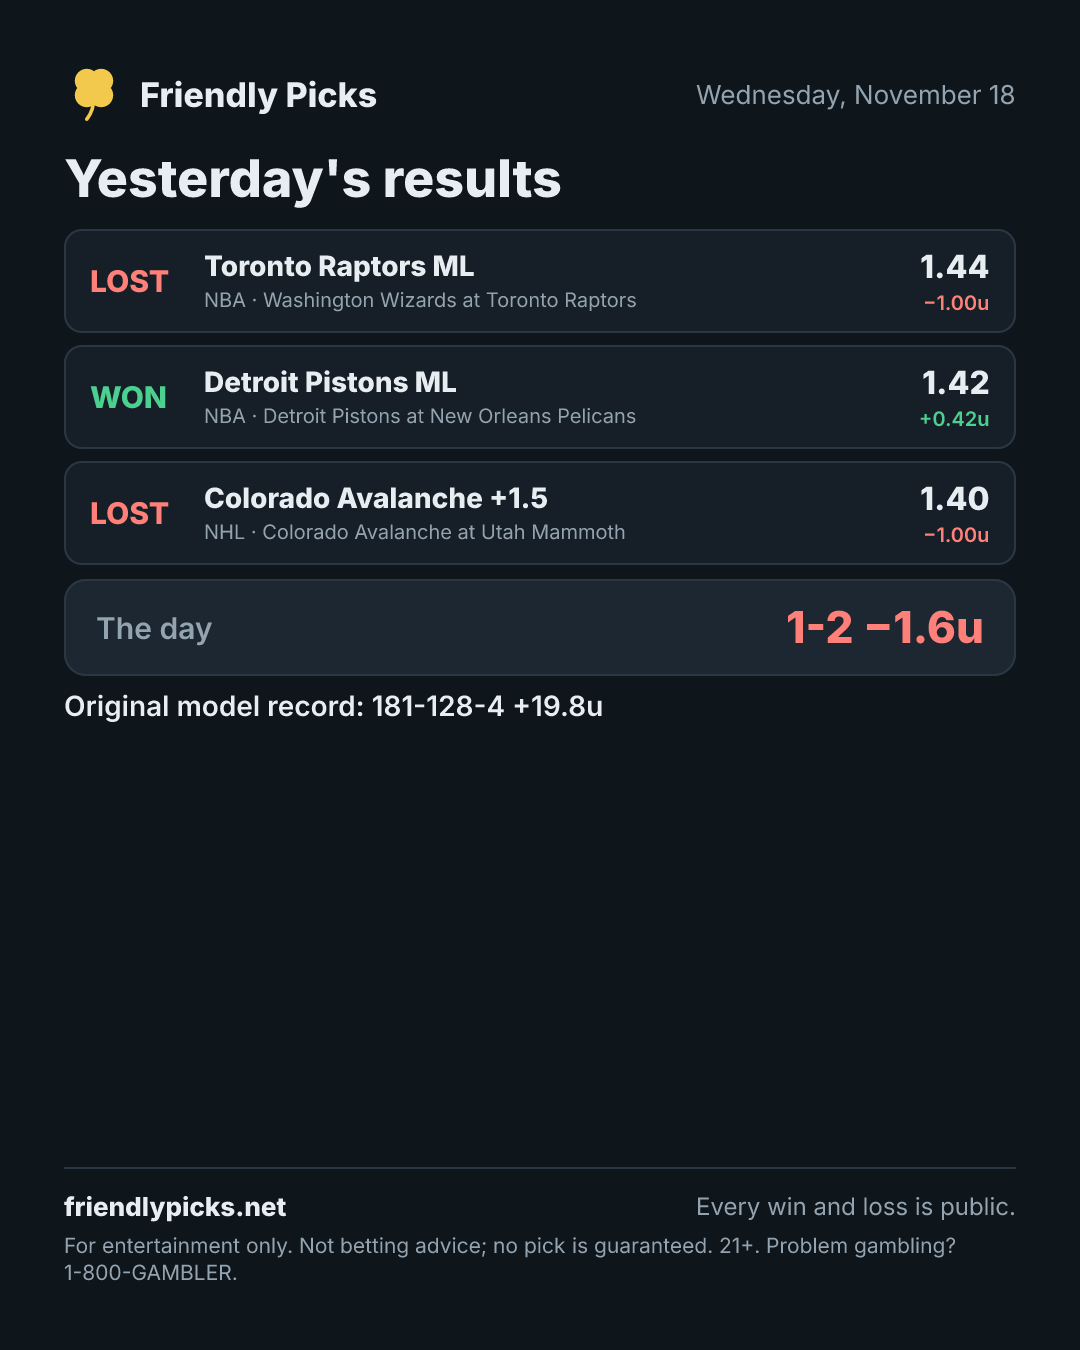 Friendly Picks
Wednesday, November 18
Yesterday's results
LOST
Toronto Raptors ML
NBA · Washington Wizards at Toronto Raptors
1.44
−1.00u
WON
Detroit Pistons ML
NBA · Detroit Pistons at New Orleans Pelicans
1.42
+0.42u
LOST
Colorado Avalanche +1.5
NHL · Colorado Avalanche at Utah Mammoth
1.40
−1.00u
The day
1-2 −1.6u
Original model record: 181-128-4 +19.8u
friendlypicks.net
Every win and loss is public.
For entertainment only. Not betting advice; no pick is guaranteed. 21+. Problem gambling?
1-800-GAMBLER.